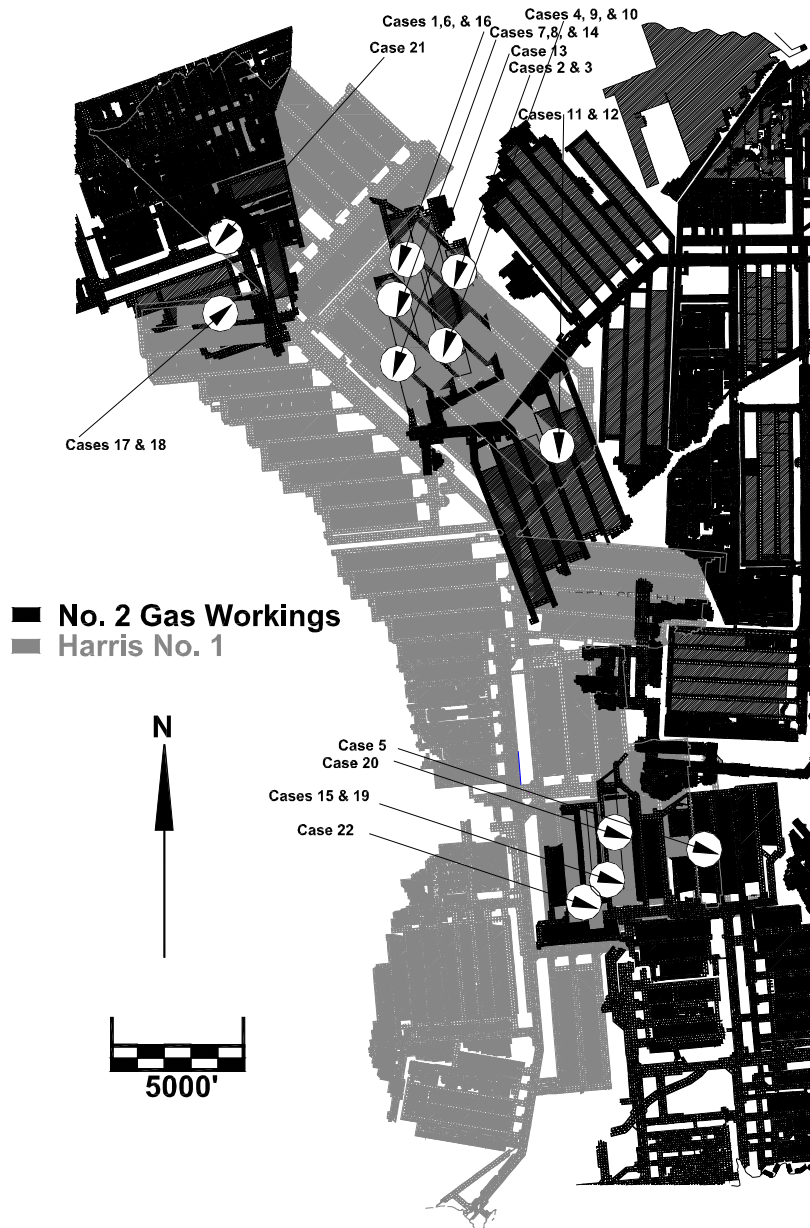 Cases 4, 9, & 10
Cases 1,6, & 16
Cases 7,8, & 14
Case 21
Case 13
Cases 2 & 3
Cases 11 & 12
Cases 17 & 18
No. 2 Gas Workings
Harris No. 1
N
Case 5
Case 20
Cases 15 & 19
Case 22
5000'